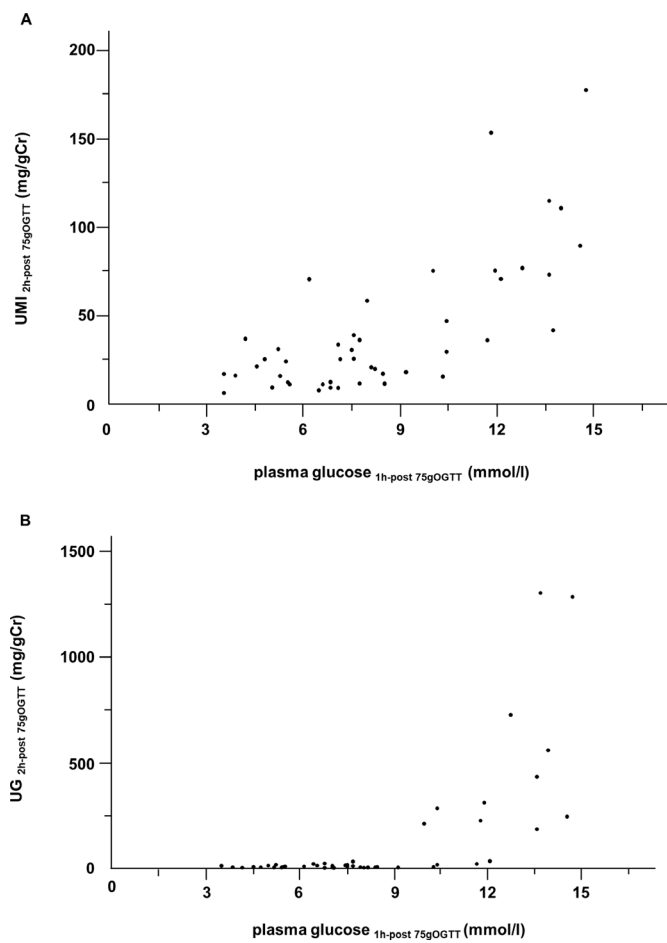 A
UMI 2h-post 75gOGTT (mg/gCr)
200
150
100
50
0
0 3 6 9 12 15
plasma glucose 1h-post 75gOGTT (mmol/l)
B
UG 2h-post 75gOGTT (mg/gCr)
1500
1000
500
0
0 3 6 9 12 15
plasma glucose 1h-post 75gOGTT (mmol/l)